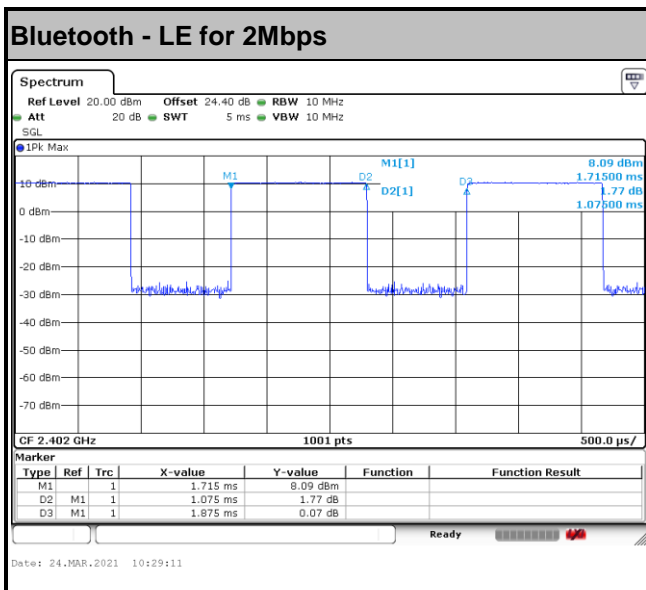 Bluetooth - LE for 2Mbps
Spectrum
Ref Level 20.00 dBm Offset 24.40 dB RBW 10 MHz
Att 20 dB SWT 5 ms VBW 10 MHz
SGL
1Pk Max
M1[1] 8.09 dBm
1.71500 ms
D2[1] 1.77 dB
1.07500 ms
M1
D2
D3
10 dBm
0 dBm
-10 dBm
-20 dBm
-30 dBm
-40 dBm
-50 dBm
-60 dBm
-70 dBm
CF 2.402 GHz 1001 pts 500.0 µs/
Marker
Type Ref Trc X-value Y-value Function Function Result
M1 1 1.715 ms 8.09 dBm
D2 M1 1 1.075 ms 1.77 dB
D3 M1 1 1.875 ms 0.07 dB
Ready
Date: 24.MAR.2021 10:29:11